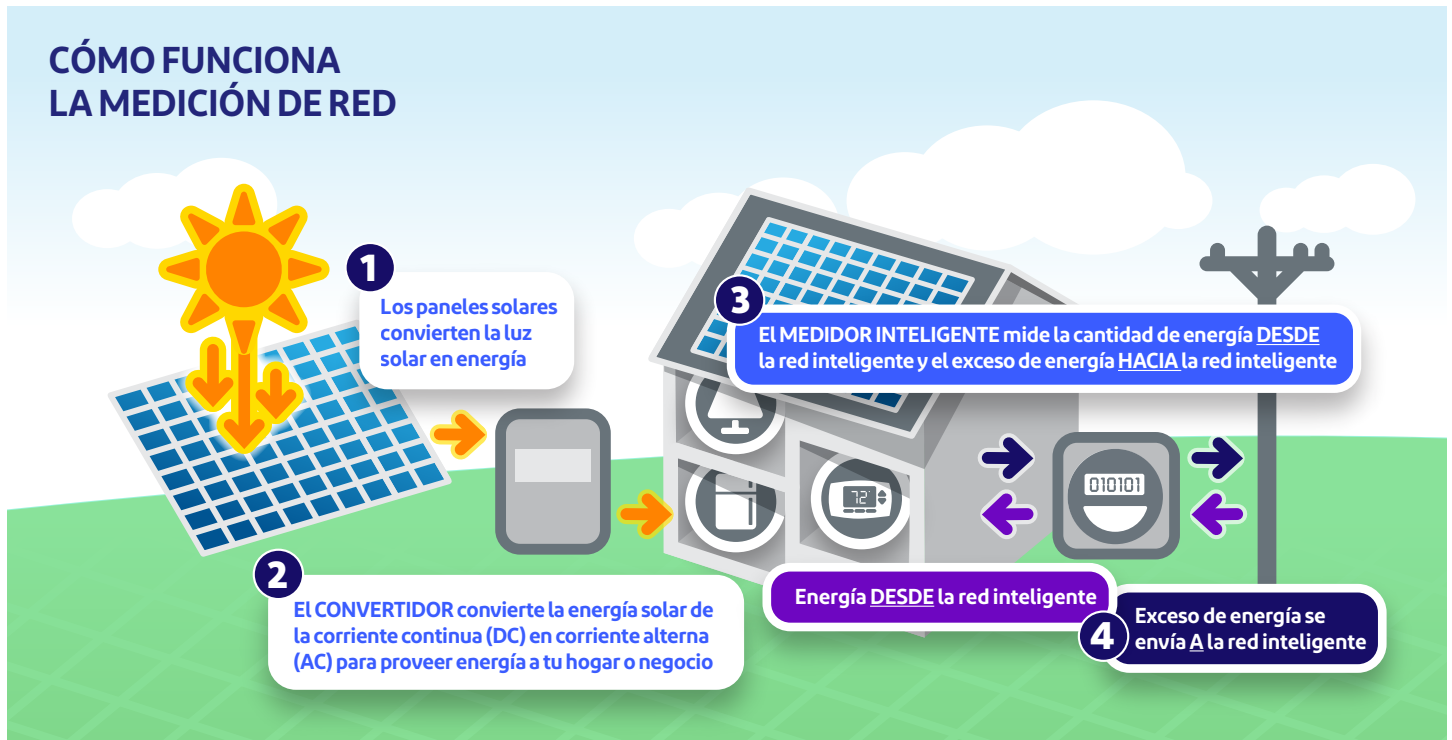 CÓMO FUNCIONA
LA MEDICIÓN DE RED
1
Los paneles solares
convierten la luz
solar en energía
2
El CONVERTIDOR convierte la energía solar de
la corriente continua (DC) en corriente alterna
(AC) para proveer energía a tu hogar o negocio
3
El MEDIDOR INTELIGENTE mide la cantidad de energía DESDE
la red inteligente y el exceso de energía HACIA la red inteligente
72°
010101
Energía DESDE la red inteligente
4
Exceso de energía se
envía A la red inteligente